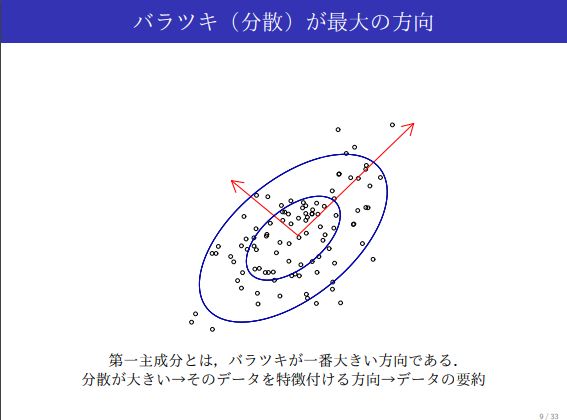 バラツキ（分散）が最大の方向
第一主成分とは，バラツキが一番大きい方向である．
分散が大きい→そのデータを特徴付ける方向→データの要約
9 / 33